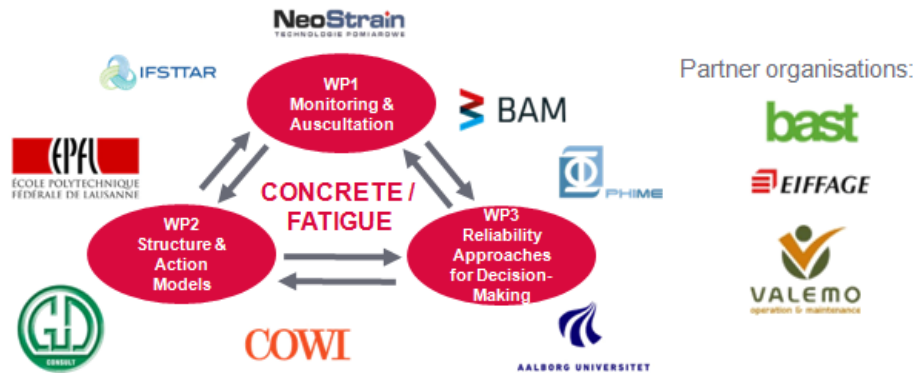 NeoStrain
TECHNOLOGIE POMIAROWE
IFSTTAR
WP1
Monitoring &
Auscultation
BAM
Partner organisations:
bast
EPFL
ÉCOLE POLYTECHNIQUE
FÉDÉRALE DE LAUSANNE
CONCRETE /
FATIGUE
PHIME
EIFFAGE
WP2
Structure &
Action
Models
WP3
Reliability
Approaches
for Decision-
Making
VALEMO
operation & maintenance
CONSULT
COWI
AALBORG UNIVERSITET